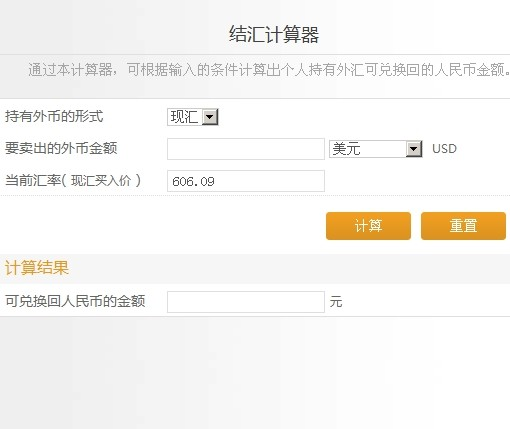 结汇计算器
通过本计算器，可根据输入的条件计算出个人持有外汇可兑换回的人民币金额。
持有外币的形式 现汇
要卖出的外币金额 美元 USD
当前汇率( 现汇买入价 ) 606.09
计算 重置
计算结果
可兑换回人民币的金额 元